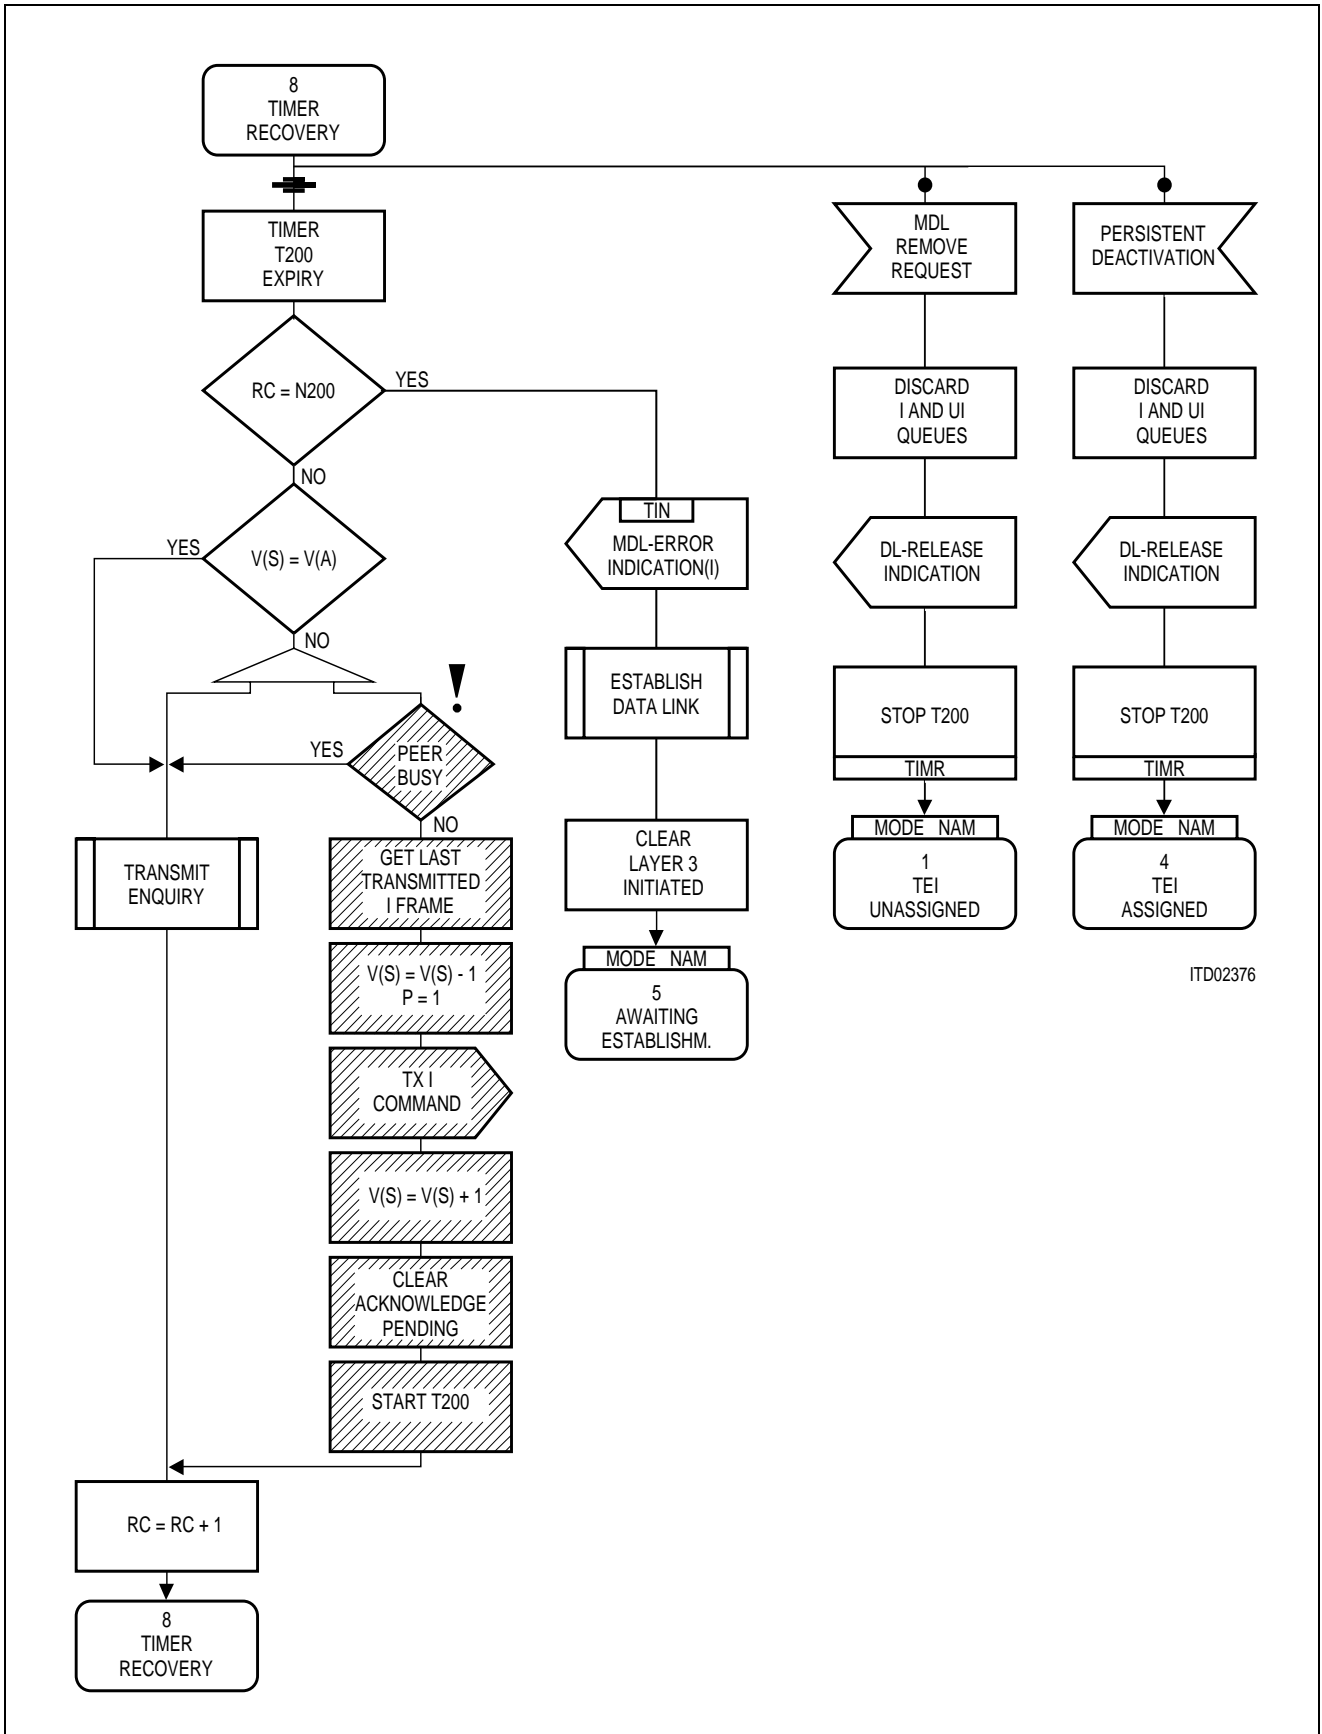 8
TIMER
RECOVERY
TIMER
T200
EXPIRY
RC = N200
YES
NO
V(S) = V(A)
YES
NO
PEER
BUSY
YES
NO
TRANSMIT
ENQUIRY
GET LAST
TRANSMITTED
I FRAME
V(S) = V(S) - 1
P = 1
TX I
COMMAND
V(S) = V(S) + 1
CLEAR
ACKNOWLEDGE
PENDING
START T200
RC = RC + 1
8
TIMER
RECOVERY
TIN
MDL-ERROR
INDICATION(I)
ESTABLISH
DATA LINK
CLEAR
LAYER 3
INITIATED
MODE NAM
5
AWAITING
ESTABLISHM.
MDL
REMOVE
REQUEST
DISCARD
I AND UI
QUEUES
DL-RELEASE
INDICATION
STOP T200
TIMR
MODE NAM
1
TEI
UNASSIGNED
PERSISTENT
DEACTIVATION
DISCARD
I AND UI
QUEUES
DL-RELEASE
INDICATION
STOP T200
TIMR
MODE NAM
4
TEI
ASSIGNED
ITD02376